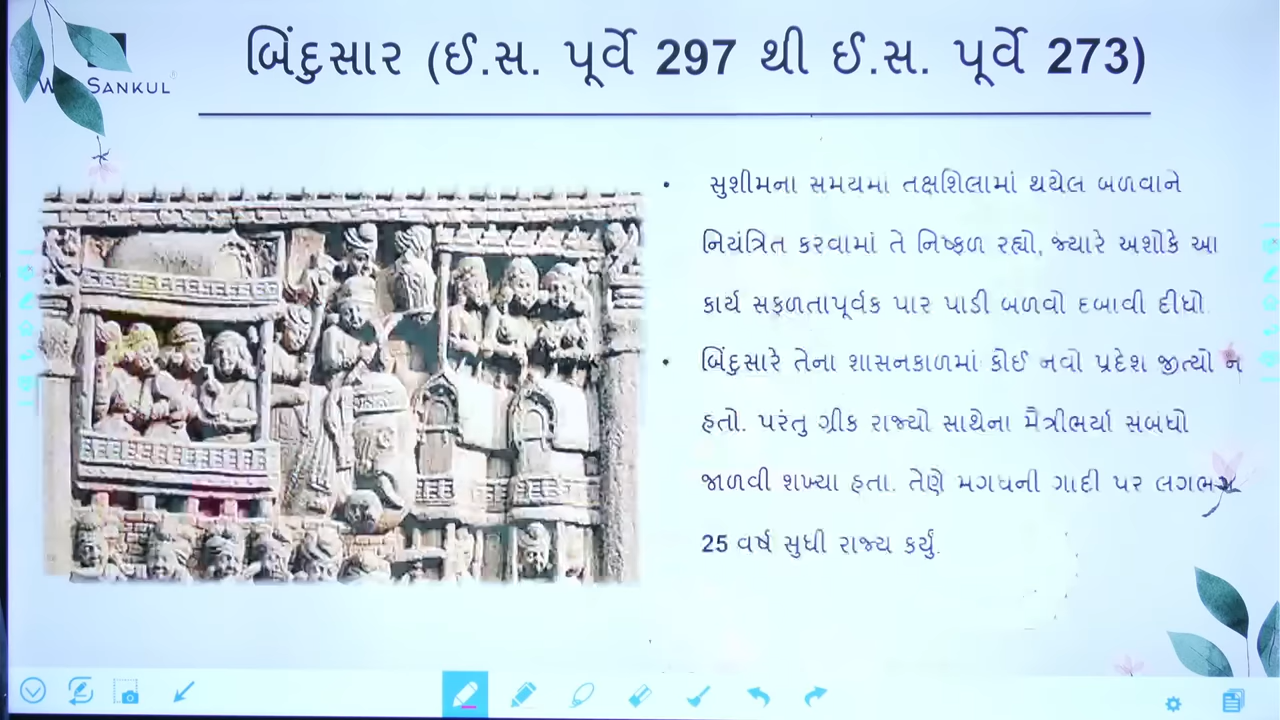 બિંદુસાર (ઈ.સ. પૂર્વે 297 થી ઈ.સ. પૂર્વે 273)
SANKUL
• સુશીમના સમયમાં તક્ષશિલામાં થયેલ બળવાને
નિયંત્રિત કરવામાં તે નિષ્ફળ રહ્યો, જ્યારે અશોકે આ
કાર્ય સફળતાપૂર્વક પાર પાડી બળવો દબાવી દીધો.
• બિંદુસારે તેના શાસનકાળમાં કોઈ નવો પ્રદેશ જીત્યો ન
હતો. પરંતુ ગ્રીક રાજ્યો સાથેના મૈત્રીભર્યા સંબંધો
જાળવી શખ્યા હતા. તેણે મગધની ગાદી પર લગભગ
25 વર્ષ સુધી રાજ્ય કર્યું.